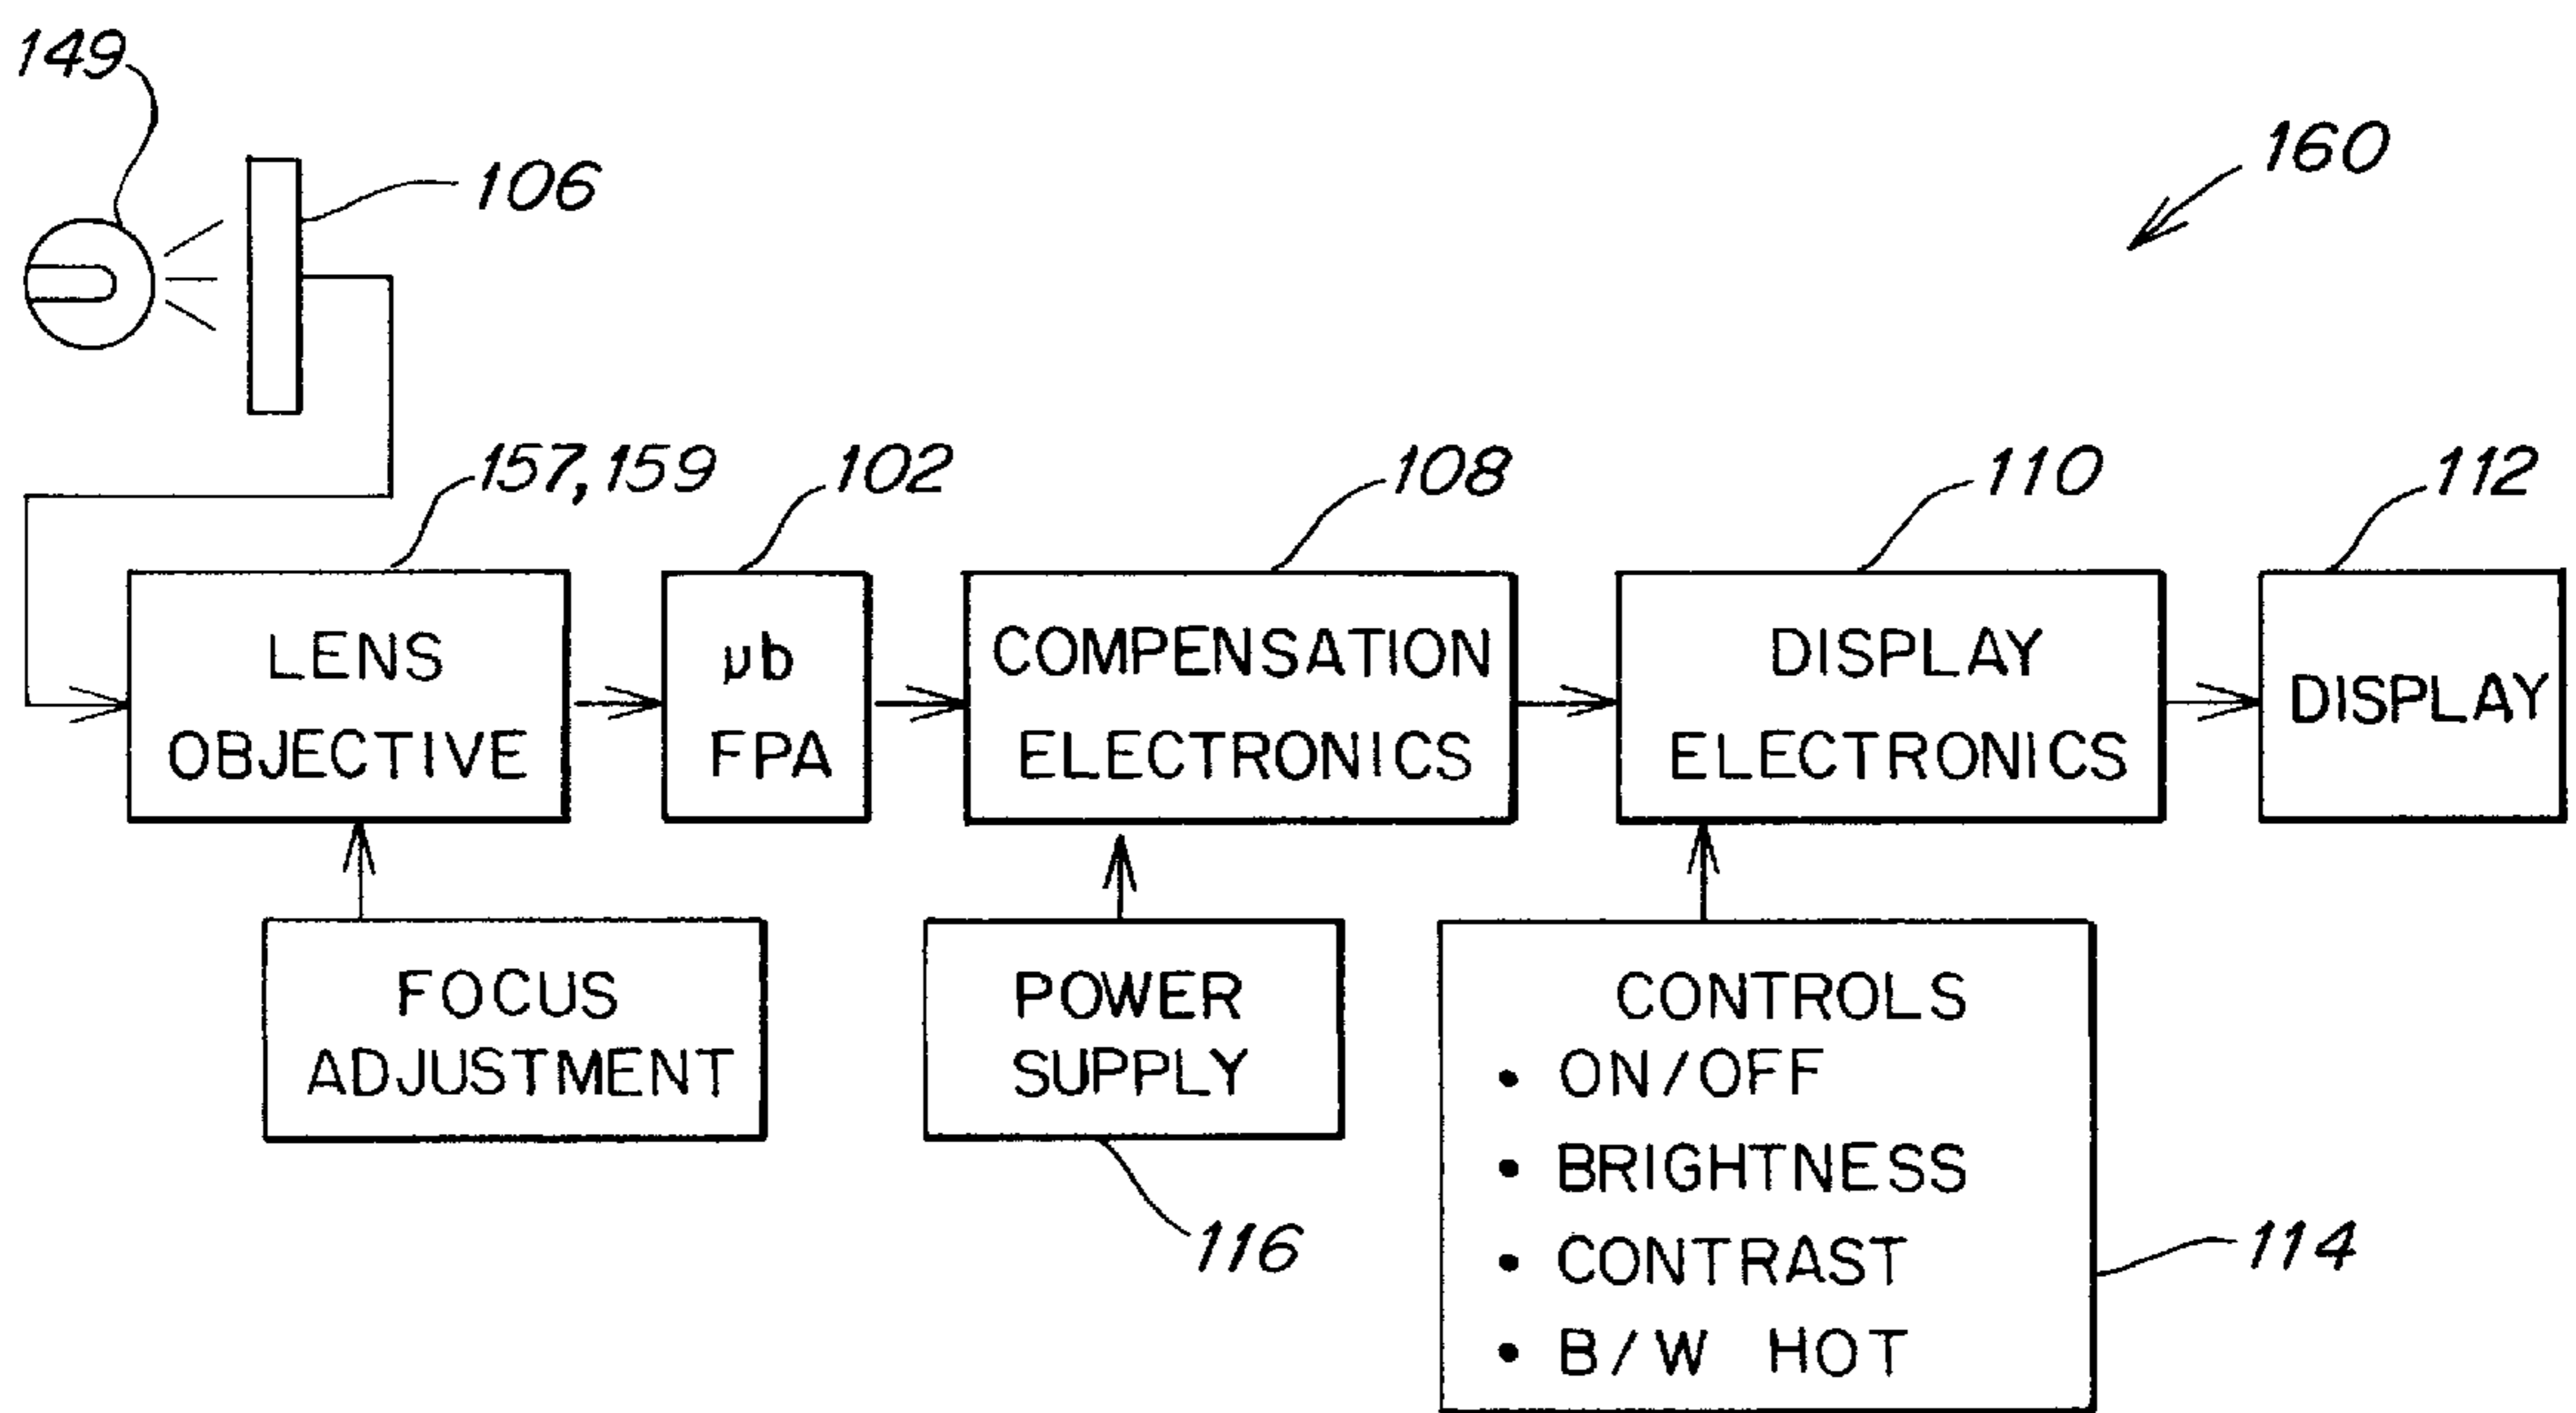 149
106
160
157, 159
102
108
110
112
LENS
OBJECTIVE
μb
FPA
COMPENSATION
ELECTRONICS
DISPLAY
ELECTRONICS
DISPLAY
FOCUS
ADJUSTMENT
POWER
SUPPLY
116
CONTROLS
• ON/OFF
• BRIGHTNESS
• CONTRAST
• B/W HOT
114